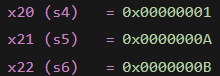 x20 (s4) = 0x00000001
x21 (s5) = 0x0000000A
x22 (s6) = 0x0000000B